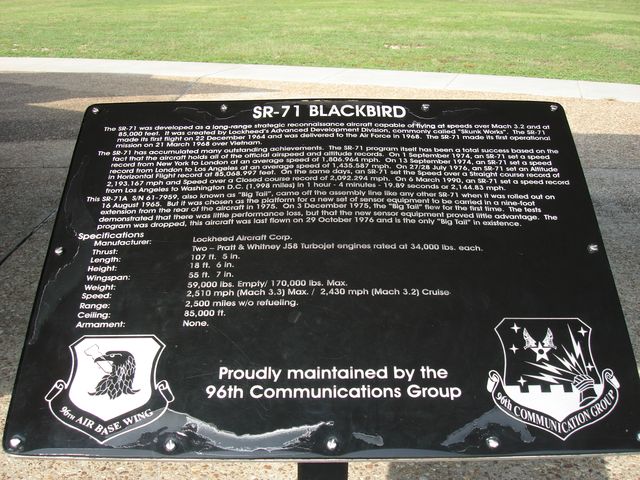 SR-71 BLACKBIRD
The SR-71 was developed as a long-range strategic reconnaissance aircraft capable of flying at speeds over Mach 3.2 and at
85,000 feet. It was created by Lockheed's Advanced Development Division, commonly called "Skunk Works". The SR-71
made its first flight on 22 December 1964 and was delivered to the Air Force in 1968. The SR-71 made its first operational
mission on 21 March 1968 over Vietnam.
The SR-71 has accumulated many outstanding achievements. The SR-71 program itself has been a total success based on the
fact that the aircraft holds all of the official airspeed and altitude records. On 1 September 1974, an SR-71 set a speed
record from New York to London at an average speed of 1,806.964 mph. On 13 September 1974, an SR-71 set a speed
record from London to Los Angeles at an average speed of 1,435.587 mph. On 27/28 July 1976, an SR-71 set an Altitude
in Horizontal Flight record at 85,068.997 feet. On the same days, an SR-71 set the Speed over a Straight course record of
2,193.167 mph and Speed over a Closed course record of 2,092.294 mph. On 6 March 1990, an SR-71 set a speed record
from Los Angeles to Washington D.C. (1,998 miles) in 1 hour - 4 minutes - 19.89 seconds or 2,144.83 mph.
This SR-71A S/N 61-7959, also known as "Big Tail", came off the assembly line like any other SR-71 when it was rolled out on
16 August 1965. But it was chosen as the platform for a new set of sensor equipment to be carried in a nine-foot
extension from the rear of the aircraft in 1975. On 3 December 1975, the "Big Tail" flew for the first time. The tests
demonstrated that there was little performance loss, but that the new sensor equipment proved little advantage. The
program was dropped, this aircraft was last flown on 29 October 1976 and is the only "Big Tail" in existence.
Specifications
Manufacturer: Lockheed Aircraft Corp.
Thrust: Two - Pratt & Whitney J58 Turbojet engines rated at 34,000 lbs. each.
Length: 107 ft. 5 in.
Height: 18 ft. 6 in.
Wingspan: 55 ft. 7 in.
Weight: 59,000 lbs. Empty/ 170,000 lbs. Max.
Speed: 2,510 mph (Mach 3.3) Max. / 2,430 mph (Mach 3.2) Cruise
Range: 2,500 miles w/o refueling.
Ceiling: 85,000 ft.
Armament: None.
Proudly maintained by the
96th Communications Group
96TH AIR BASE WING
96th COMMUNICATION GROUP